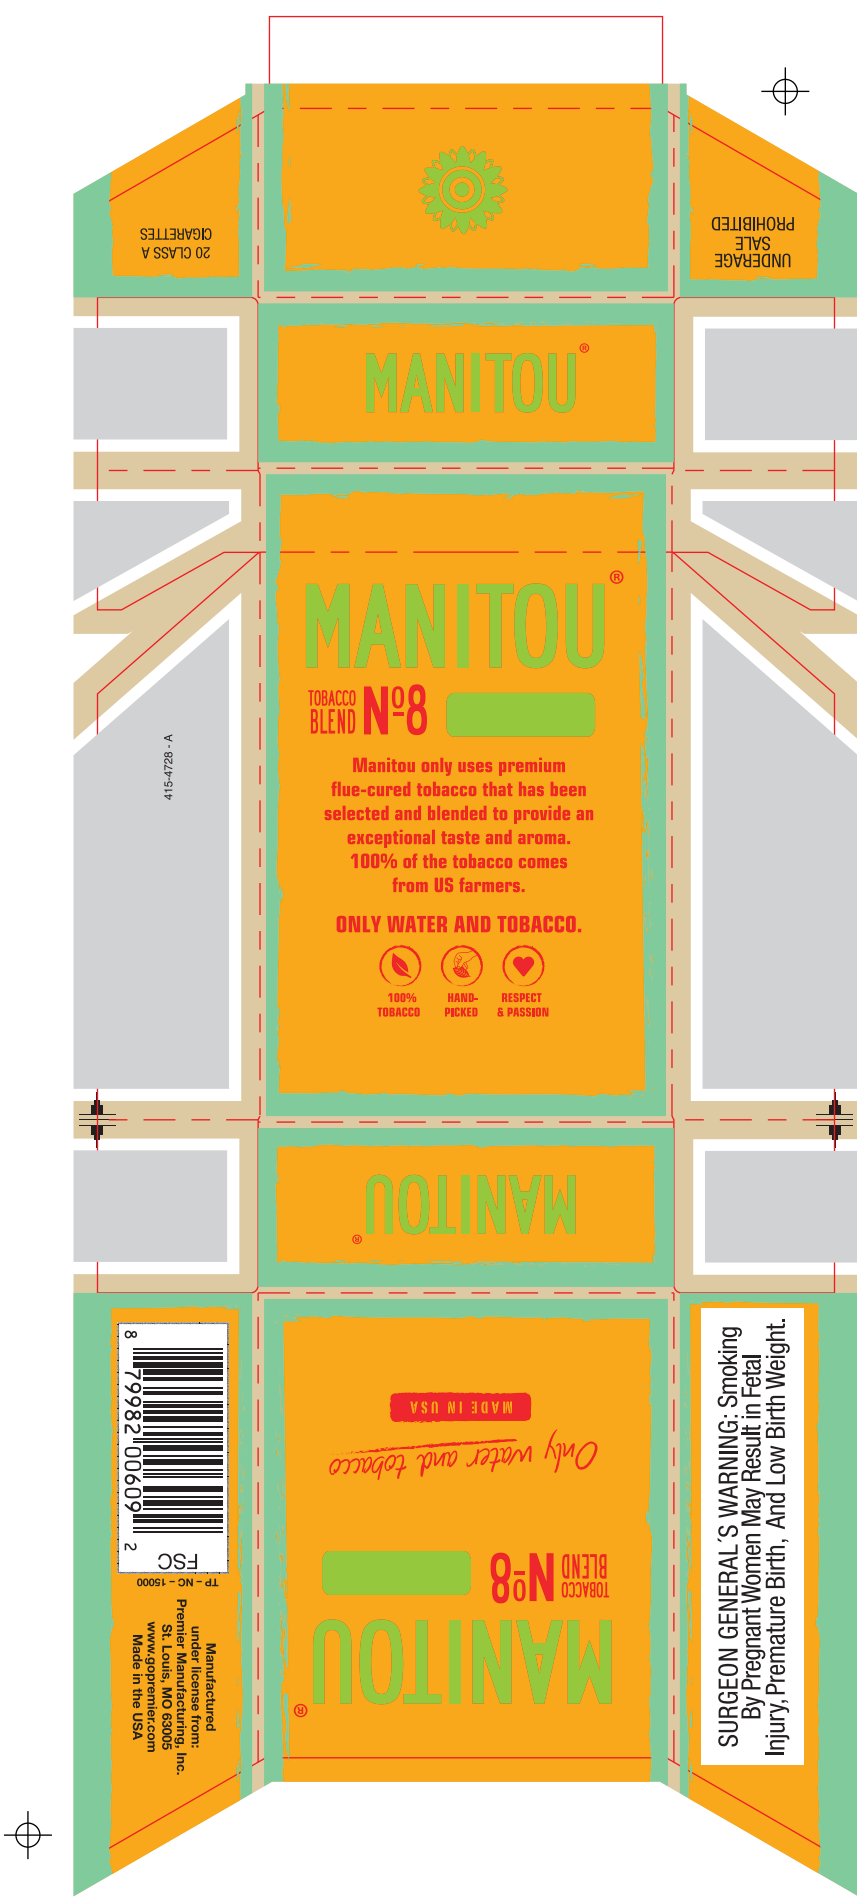 20 CLASS A
CIGARETTES
UNDERAGE
SALE
PROHIBITED
MANITOU®
MANITOU®
TOBACCO
BLEND
Nº8
Manitou only uses premium
flue-cured tobacco that has been
selected and blended to provide an
exceptional taste and aroma.
100% of the tobacco comes
from US farmers.
ONLY WATER AND TOBACCO.
100%
TOBACCO
HAND-
PICKED
RESPECT
& PASSION
415-4728 - A
MANITOU®
MANITOU®
TOBACCO
BLEND
Nº8
Only water and tobacco
MADE IN USA
8 79982 00609 2
FSC
TP – NC – 15000
Manufactured
under license from:
Premier Manufacturing, Inc.
St. Louis, MO 63005
www.gopremier.com
Made in the USA
SURGEON GENERAL´S WARNING: Smoking
By Pregnant Women May Result in Fetal
Injury, Premature Birth, And Low Birth Weight.